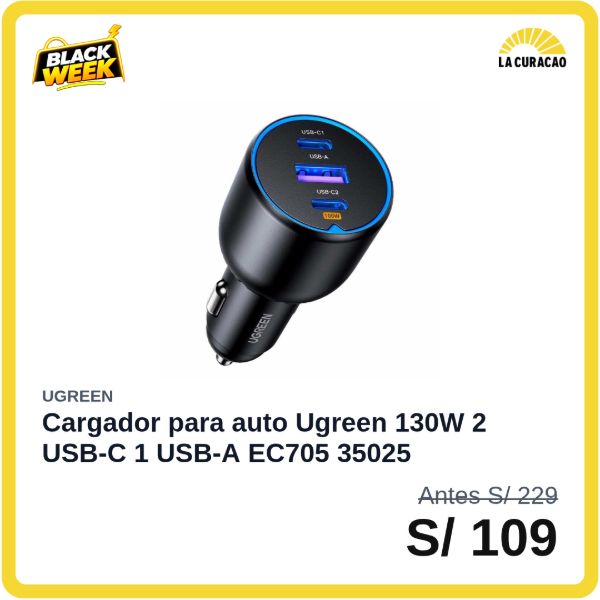 BLACK
WEEK
LA CURACAO
USB-C1
USB-A
USB-C2
100W
UGREEN
UGREEN
Cargador para auto Ugreen 130W 2
USB-C 1 USB-A EC705 35025
Antes S/ 229
S/ 109